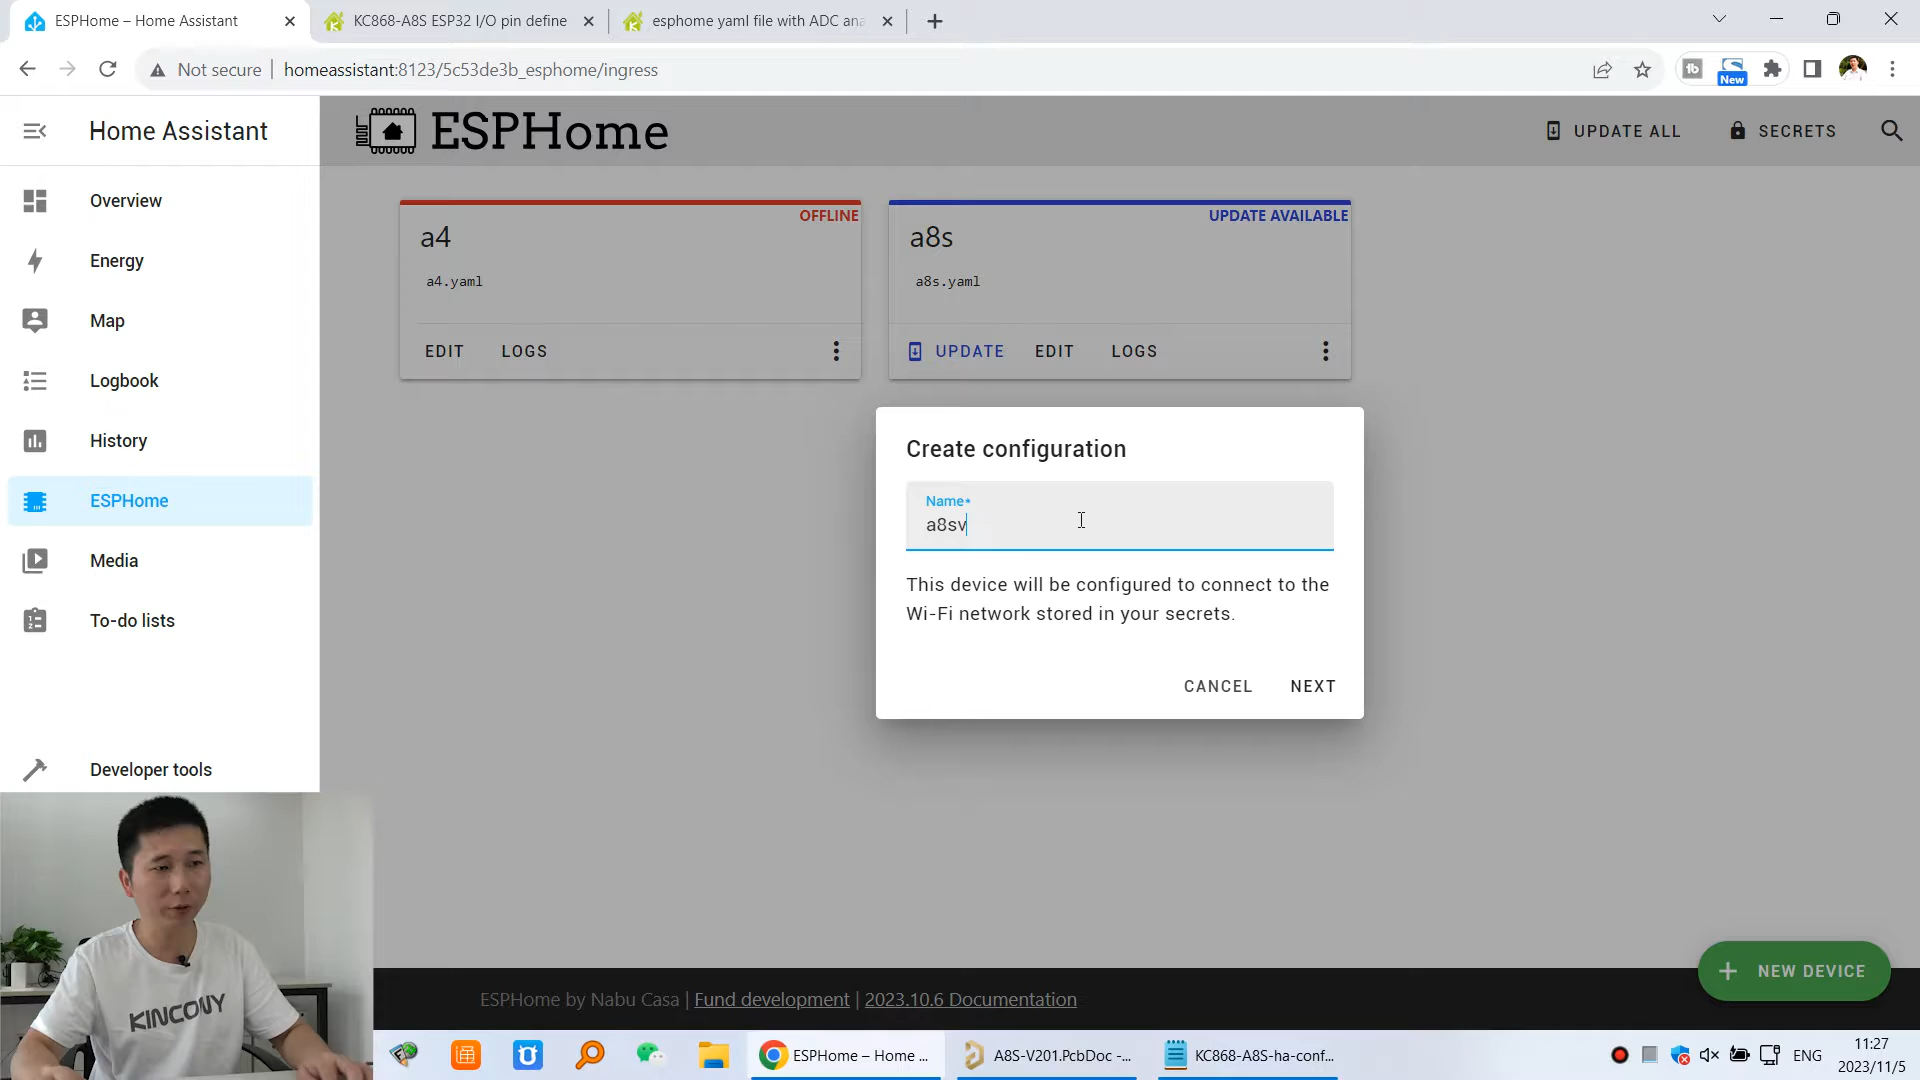 ESPHome – Home Assistant
KC868-A8S ESP32 I/O pin define
esphome yaml file with ADC ana
Not secure
homeassistant:8123/5c53de3b_esphome/ingress
New
Home Assistant
ESPHome
UPDATE ALL
SECRETS
Overview
Energy
Map
Logbook
History
ESPHome
Media
To-do lists
Developer tools
OFFLINE
a4
a4.yaml
EDIT
LOGS
UPDATE AVAILABLE
a8s
a8s.yaml
UPDATE
EDIT
LOGS
Create configuration
Name*
a8sv
This device will be configured to connect to the
Wi-Fi network stored in your secrets.
CANCEL
NEXT
NEW DEVICE
KINCONY
ESPHome by Nabu Casa | Fund development | 2023.10.6 Documentation
ESPHome – Home ...
A8S-V201.PcbDoc -...
KC868-A8S-ha-conf...
ENG
11:27
2023/11/5